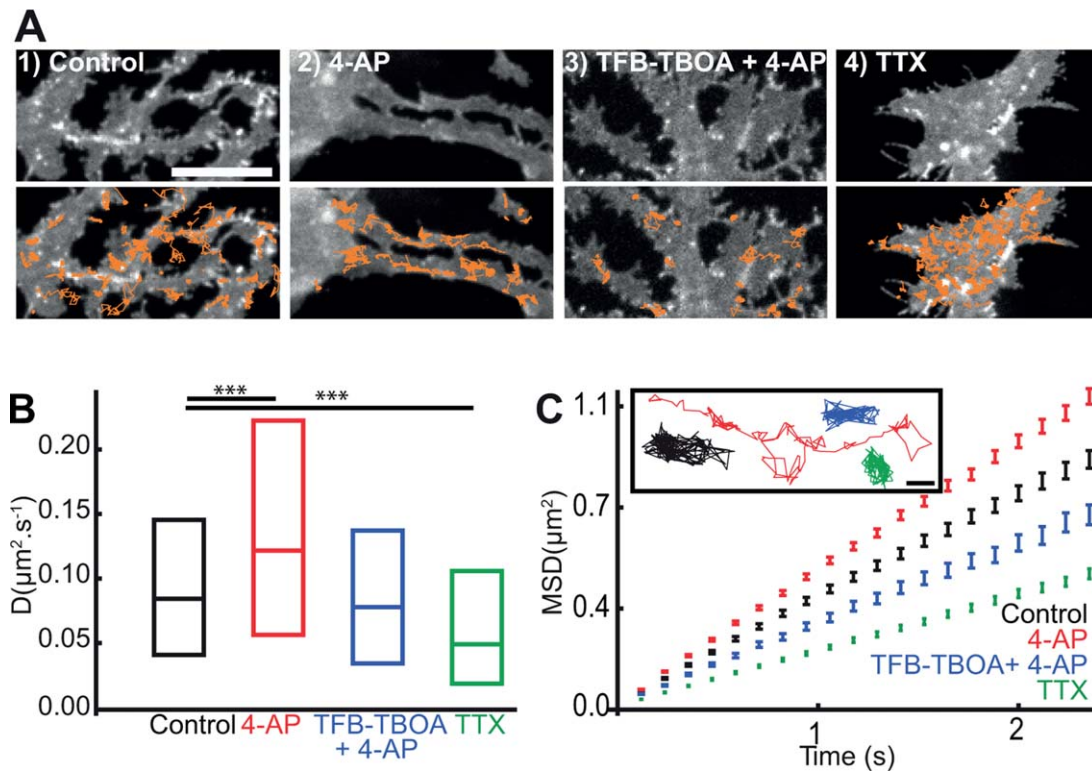 A
1) Control
2) 4-AP
3) TFB-TBOA + 4-AP
4) TTX
B
***
***
D(μm².s⁻¹)
0.20
0.15
0.10
0.05
0.00
Control
4-AP
TFB-TBOA
+ 4-AP
TTX
C
MSD(μm²)
1.1
0.7
0.4
0.0
1
2
Time (s)
Control
4-AP
TFB-TBOA+ 4-AP
TTX